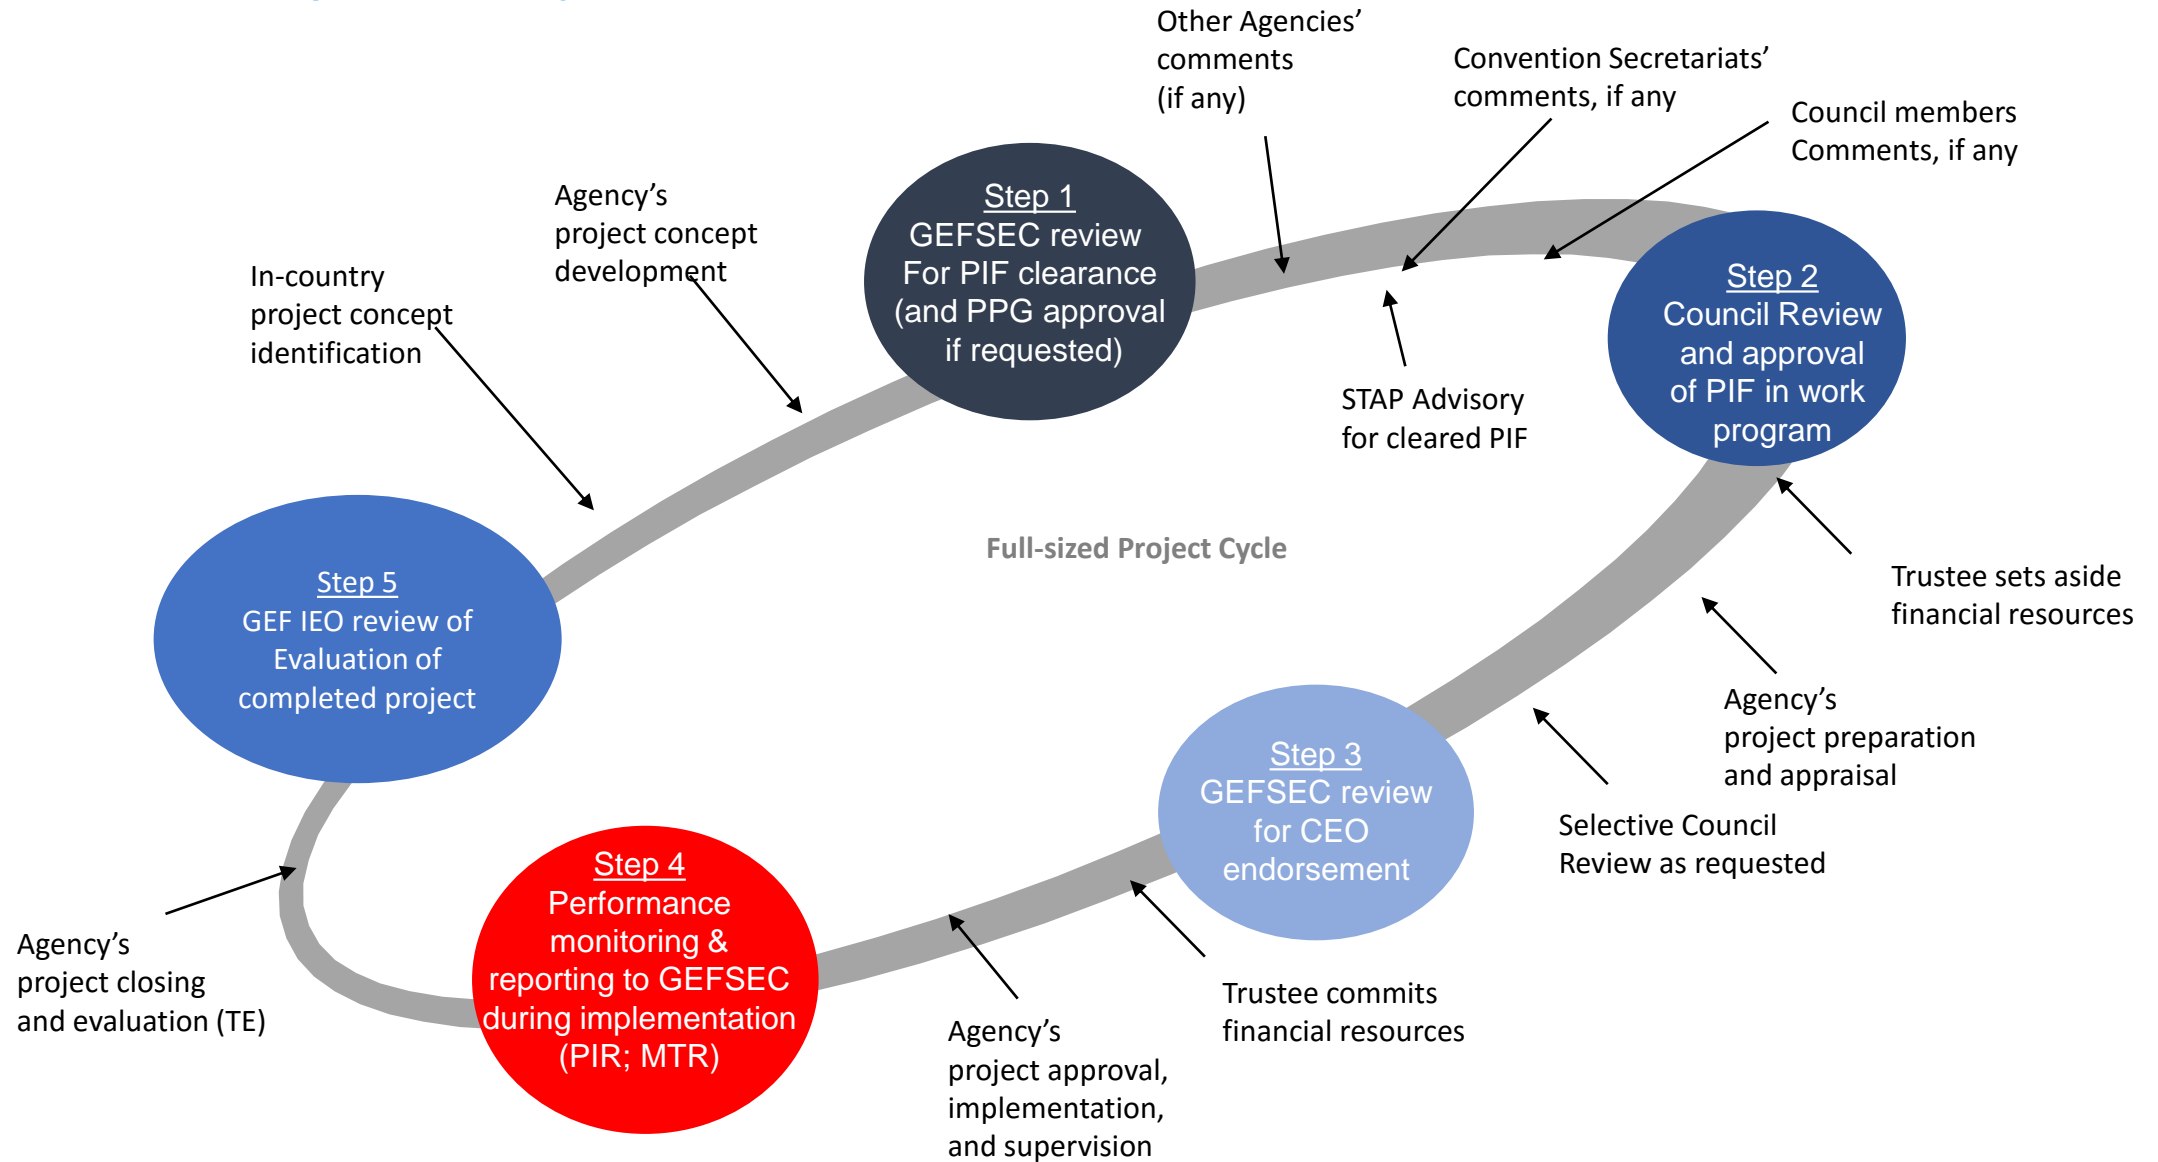 Other Agencies’
comments
(if any)
Convention Secretariats’
comments, if any
Council members
Comments, if any
Agency’s
project concept
development
In-country
project concept
identification
Step 1
GEFSEC review
For PIF clearance
(and PPG approval
if requested)
Step 2
Council Review
and approval
of PIF in work
program
STAP Advisory
for cleared PIF
Full-sized Project Cycle
Trustee sets aside
financial resources
Agency’s
project preparation
and appraisal
Selective Council
Review as requested
Step 3
GEFSEC review
for CEO
endorsement
Trustee commits
financial resources
Agency’s
project approval,
implementation,
and supervision
Step 4
Performance
monitoring &
reporting to GEFSEC
during implementation
(PIR; MTR)
Agency’s
project closing
and evaluation (TE)
Step 5
GEF IEO review of
Evaluation of
completed project